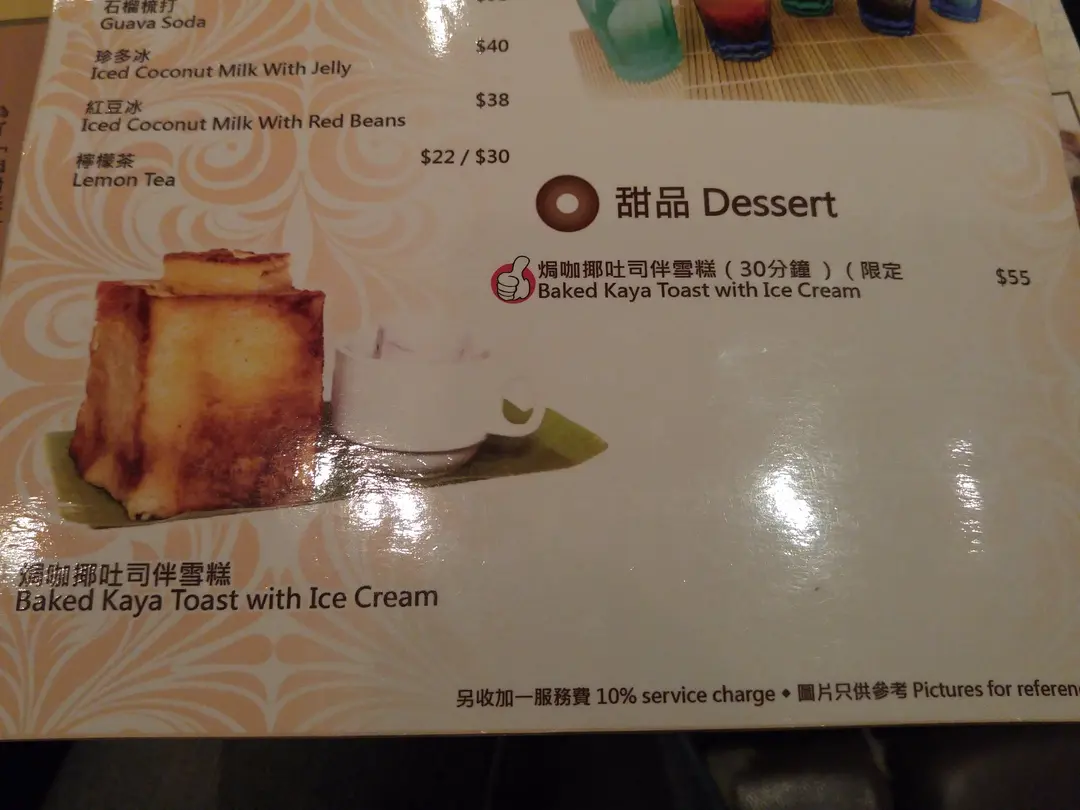 石榴梳打
Guava Soda
珍多冰
Iced Coconut Milk With Jelly
$40
紅豆冰
Iced Coconut Milk With Red Beans
$38
檸檬茶
Lemon Tea
$22 / $30
甜品 Dessert
焗咖椰吐司伴雪糕（30分鐘 ）（限定
Baked Kaya Toast with Ice Cream
$55
焗咖椰吐司伴雪糕
Baked Kaya Toast with Ice Cream
另收加一服務費 10% service charge ◆ 圖片只供參考 Pictures for referen